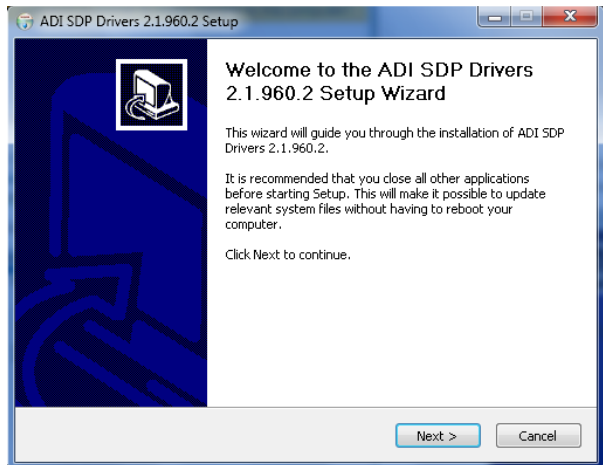 ADI SDP Drivers 2.1.960.2 Setup
Welcome to the ADI SDP Drivers
2.1.960.2 Setup Wizard
This wizard will guide you through the installation of ADI SDP
Drivers 2.1.960.2.
It is recommended that you close all other applications
before starting Setup. This will make it possible to update
relevant system files without having to reboot your
computer.
Click Next to continue.
Next >
Cancel